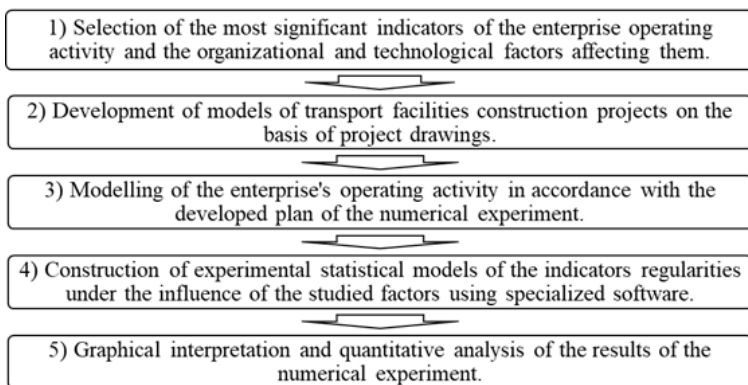 1) Selection of the most significant indicators of the enterprise operating
activity and the organizational and technological factors affecting them.
2) Development of models of transport facilities construction projects on the
basis of project drawings.
3) Modelling of the enterprise's operating activity in accordance with the
developed plan of the numerical experiment.
4) Construction of experimental statistical models of the indicators regularities
under the influence of the studied factors using specialized software.
5) Graphical interpretation and quantitative analysis of the results of the
numerical experiment.